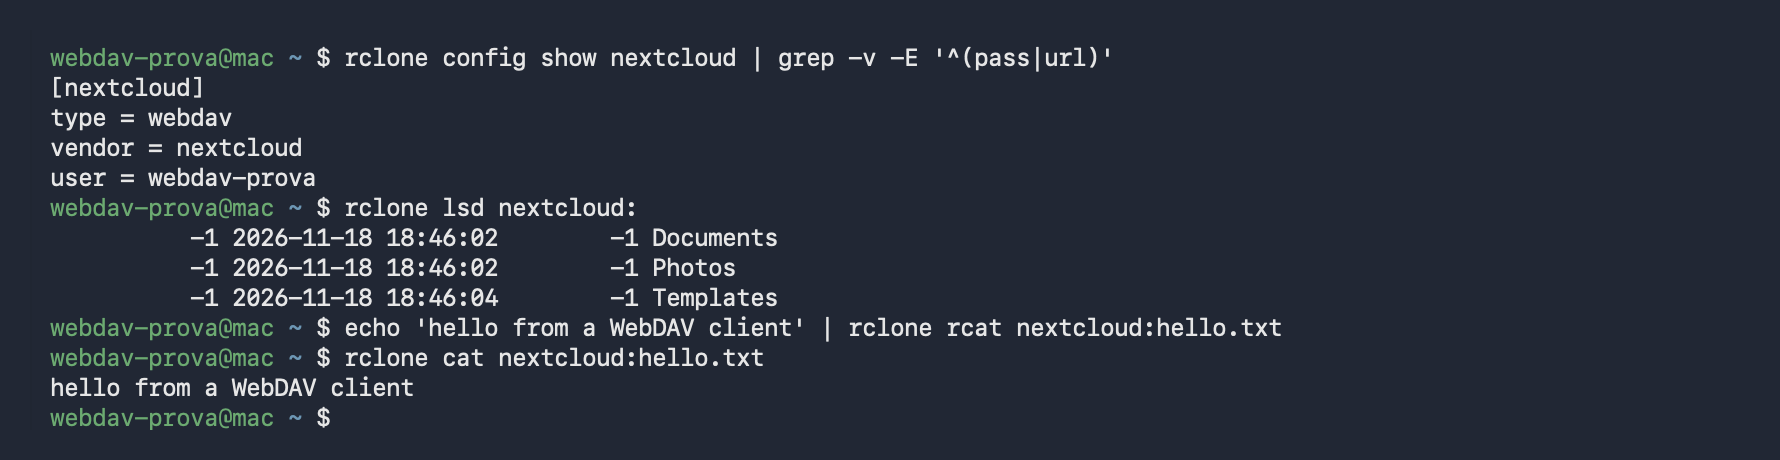 webdav-prova@mac ~ $ rclone config show nextcloud | grep -v -E '^(pass|url)'
[nextcloud]
type = webdav
vendor = nextcloud
user = webdav-prova
webdav-prova@mac ~ $ rclone lsd nextcloud:
          -1 2026-11-18 18:46:02        -1 Documents
          -1 2026-11-18 18:46:02        -1 Photos
          -1 2026-11-18 18:46:04        -1 Templates
webdav-prova@mac ~ $ echo 'hello from a WebDAV client' | rclone rcat nextcloud:hello.txt
webdav-prova@mac ~ $ rclone cat nextcloud:hello.txt
hello from a WebDAV client
webdav-prova@mac ~ $